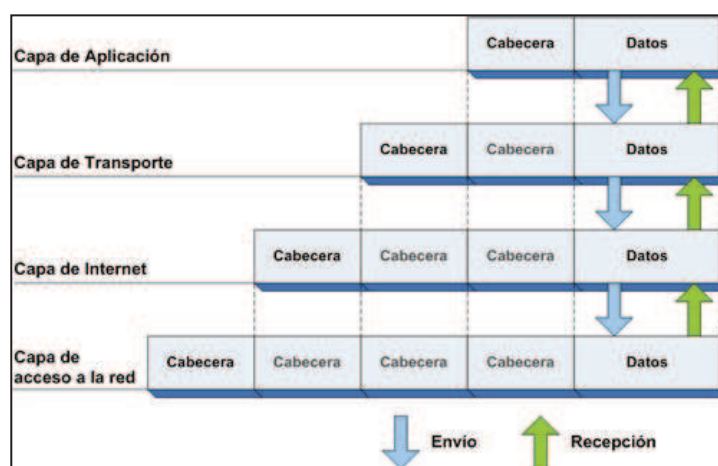 Cabecera Datos
Capa de Aplicación
Cabecera Cabecera Datos
Capa de Transporte
Cabecera Cabecera Cabecera Datos
Capa de Internet
Capa de
acceso a la red
Cabecera Cabecera Cabecera Cabecera Datos
Envío Recepción